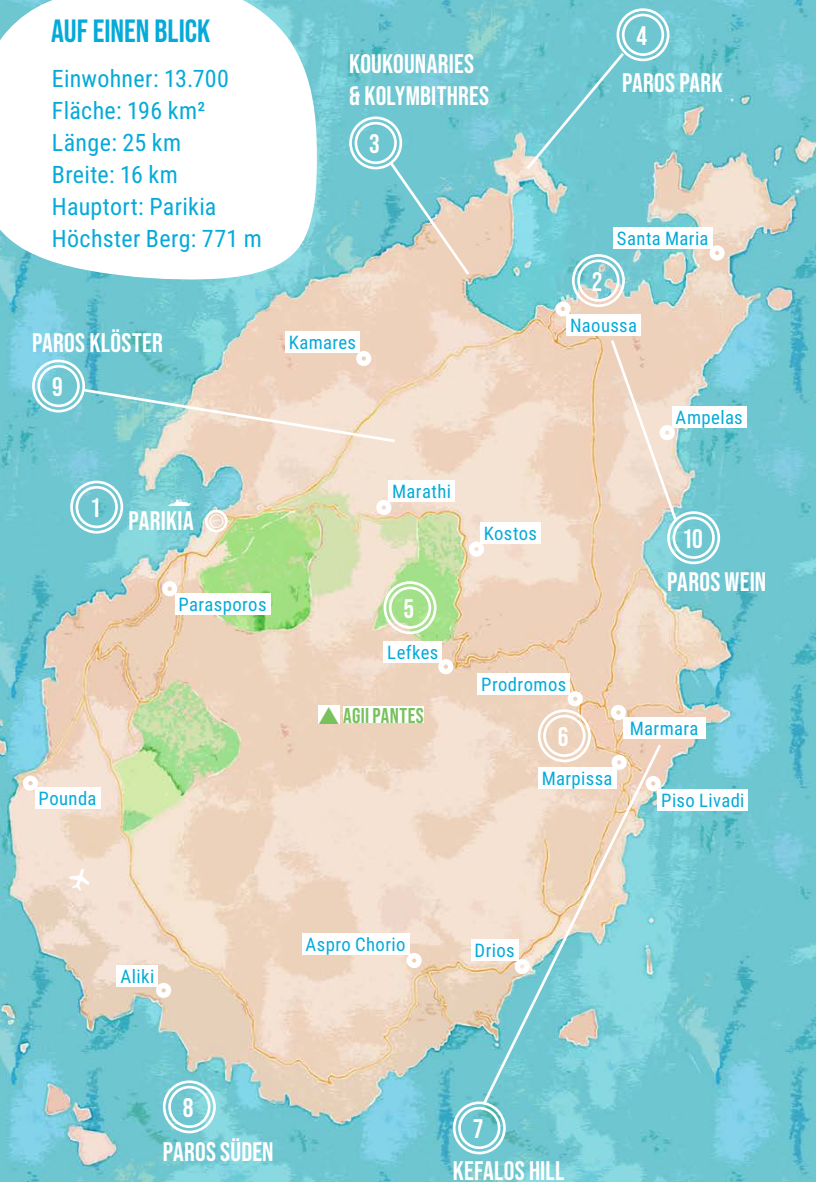 AUF EINEN BLICK
Einwohner: 13.700
Fläche: 196 km²
Länge: 25 km
Breite: 16 km
Hauptort: Parikia
Höchster Berg: 771 m
4
PAROS PARK
KOUKOUNARIES
& KOLYMBITHRES
3
Santa Maria
2
Naoussa
Kamares
PAROS KLÖSTER
9
Ampelas
Marathi
1
PARIKIA
Kostos
10
PAROS WEIN
Parasporos
5
Lefkes
Prodromos
AGII PANTES
6
Marmara
Marpissa
Pounda
Piso Livadi
Aspro Chorio
Drios
Aliki
8
PAROS SÜDEN
7
KEFALOS HILL